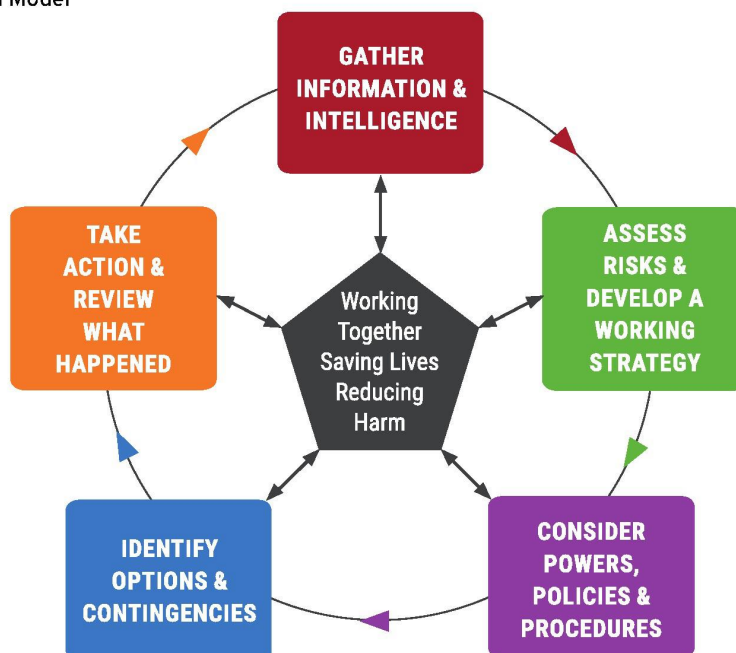 Model
GATHER
INFORMATION &
INTELLIGENCE
ASSESS
RISKS &
DEVELOP A
WORKING
STRATEGY
CONSIDER
POWERS,
POLICIES &
PROCEDURES
IDENTIFY
OPTIONS &
CONTINGENCIES
TAKE
ACTION &
REVIEW
WHAT
HAPPENED
Working
Together
Saving Lives
Reducing
Harm